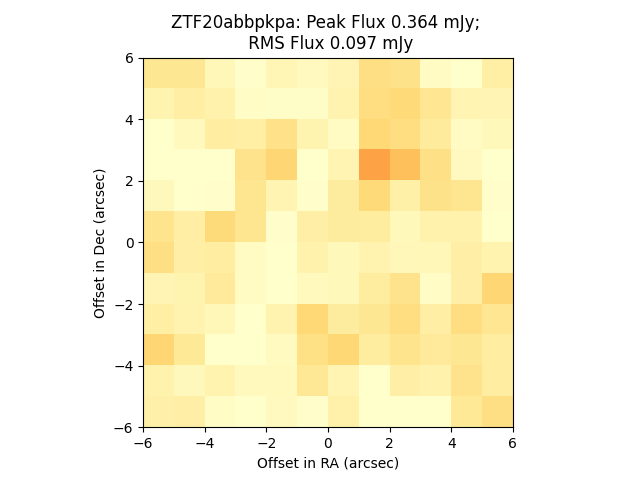 ZTF20abbpkpa: Peak Flux 0.364 mJy;
RMS Flux 0.097 mJy
6
4
2
0
−2
−4
−6
Offset in Dec (arcsec)
−6 −4 −2 0 2 4 6
Offset in RA (arcsec)